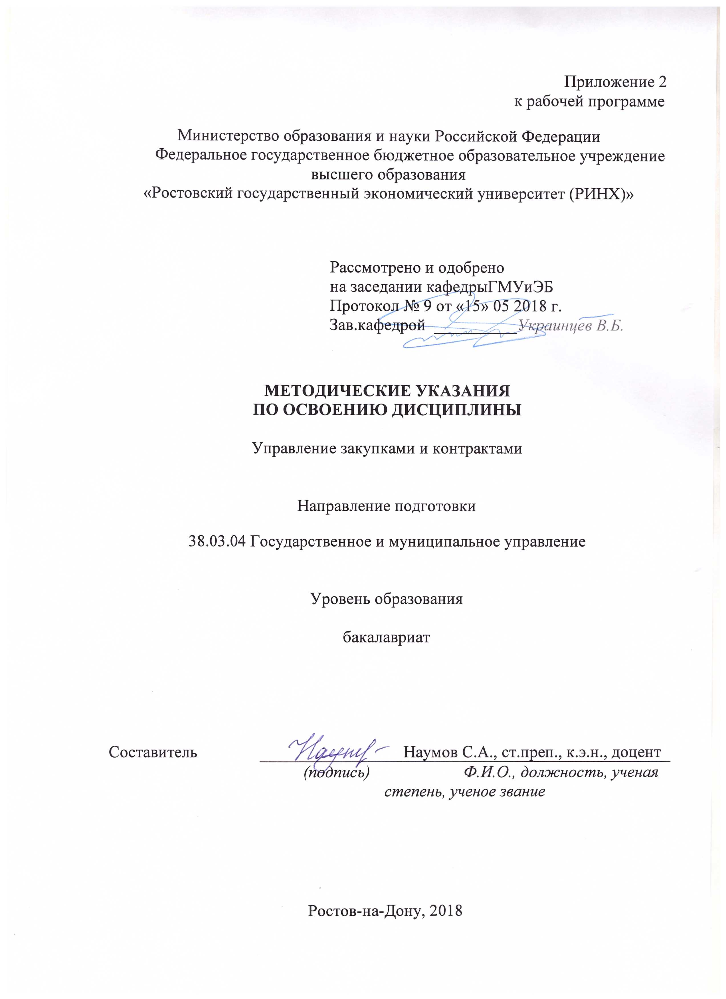 Приложение 2
к рабочей программе
Министерство образования и науки Российской Федерации
Федеральное государственное бюджетное образовательное учреждение
высшего образования
«Ростовский государственный экономический университет (РИНХ)»
Рассмотрено и одобрено
на заседании кафедрыГМУиЭБ
Протокол № 9 от «15» 05 2018 г.
Зав.кафедрой __________Украинцев В.Б.
МЕТОДИЧЕСКИЕ УКАЗАНИЯ
ПО ОСВОЕНИЮ ДИСЦИПЛИНЫ
Управление закупками и контрактами
Направление подготовки
38.03.04 Государственное и муниципальное управление
Уровень образования
бакалавриат
Составитель Наумов С.А., ст.преп., к.э.н., доцент
(подпись) Ф.И.О., должность, ученая
степень, ученое звание
Ростов-на-Дону, 2018